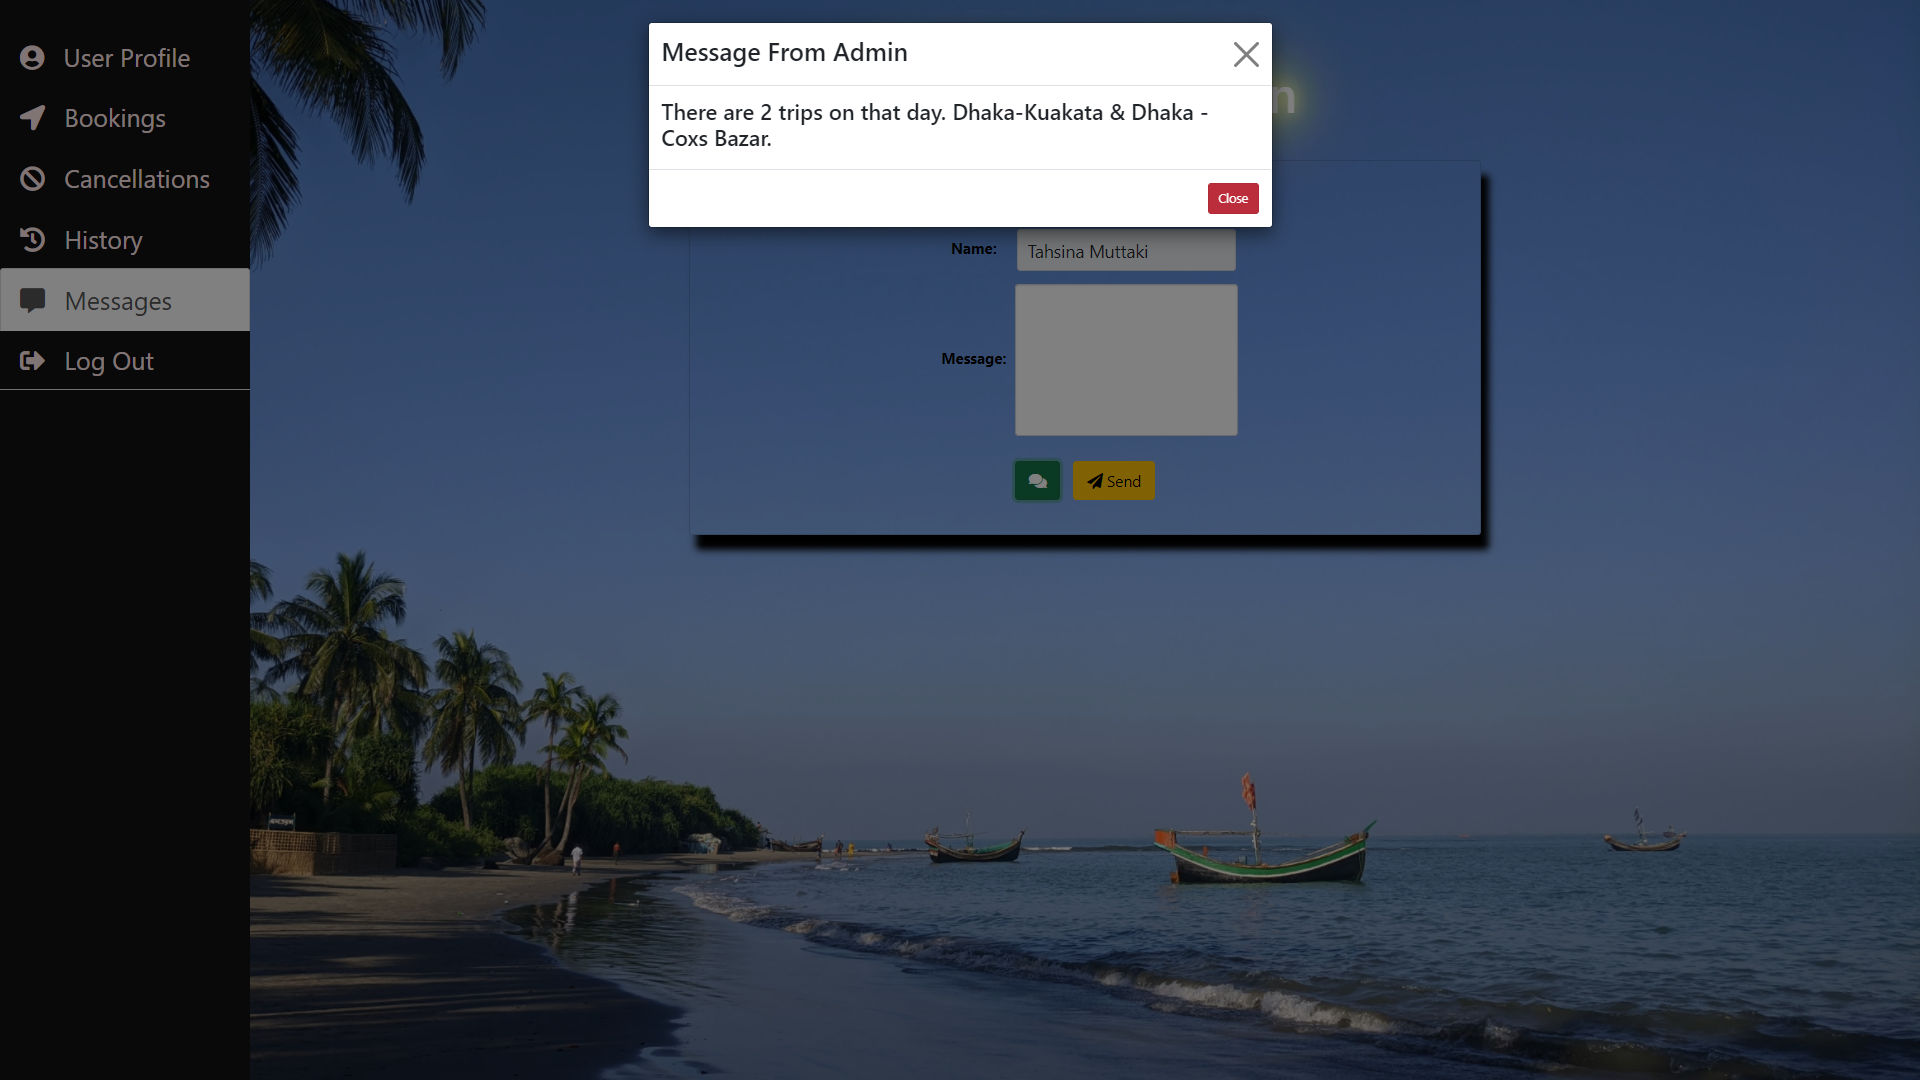 User Profile
Bookings
Cancellations
History
Messages
Log Out
Message From Admin
There are 2 trips on that day. Dhaka-Kuakata & Dhaka -
Coxs Bazar.
Close
Name:
Tahsina Muttaki
Message:
Send